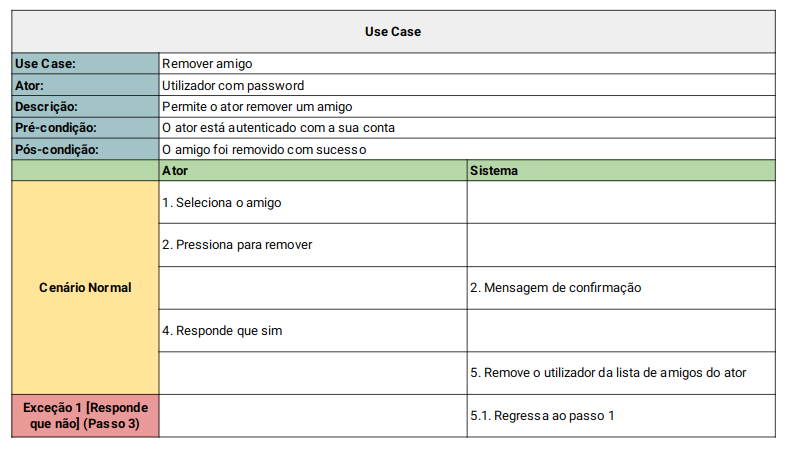 Use Case
Use Case: Remover amigo
Ator: Utilizador com password
Descrição: Permite o ator remover um amigo
Pré-condição: O ator está autenticado com a sua conta
Pós-condição: O amigo foi removido com sucesso
Ator Sistema
1. Seleciona o amigo
2. Pressiona para remover
Cenário Normal 2. Mensagem de confirmação
4. Responde que sim
5. Remove o utilizador da lista de amigos do ator
Exceção 1 [Responde
que não] (Passo 3)
5.1. Regressa ao passo 1